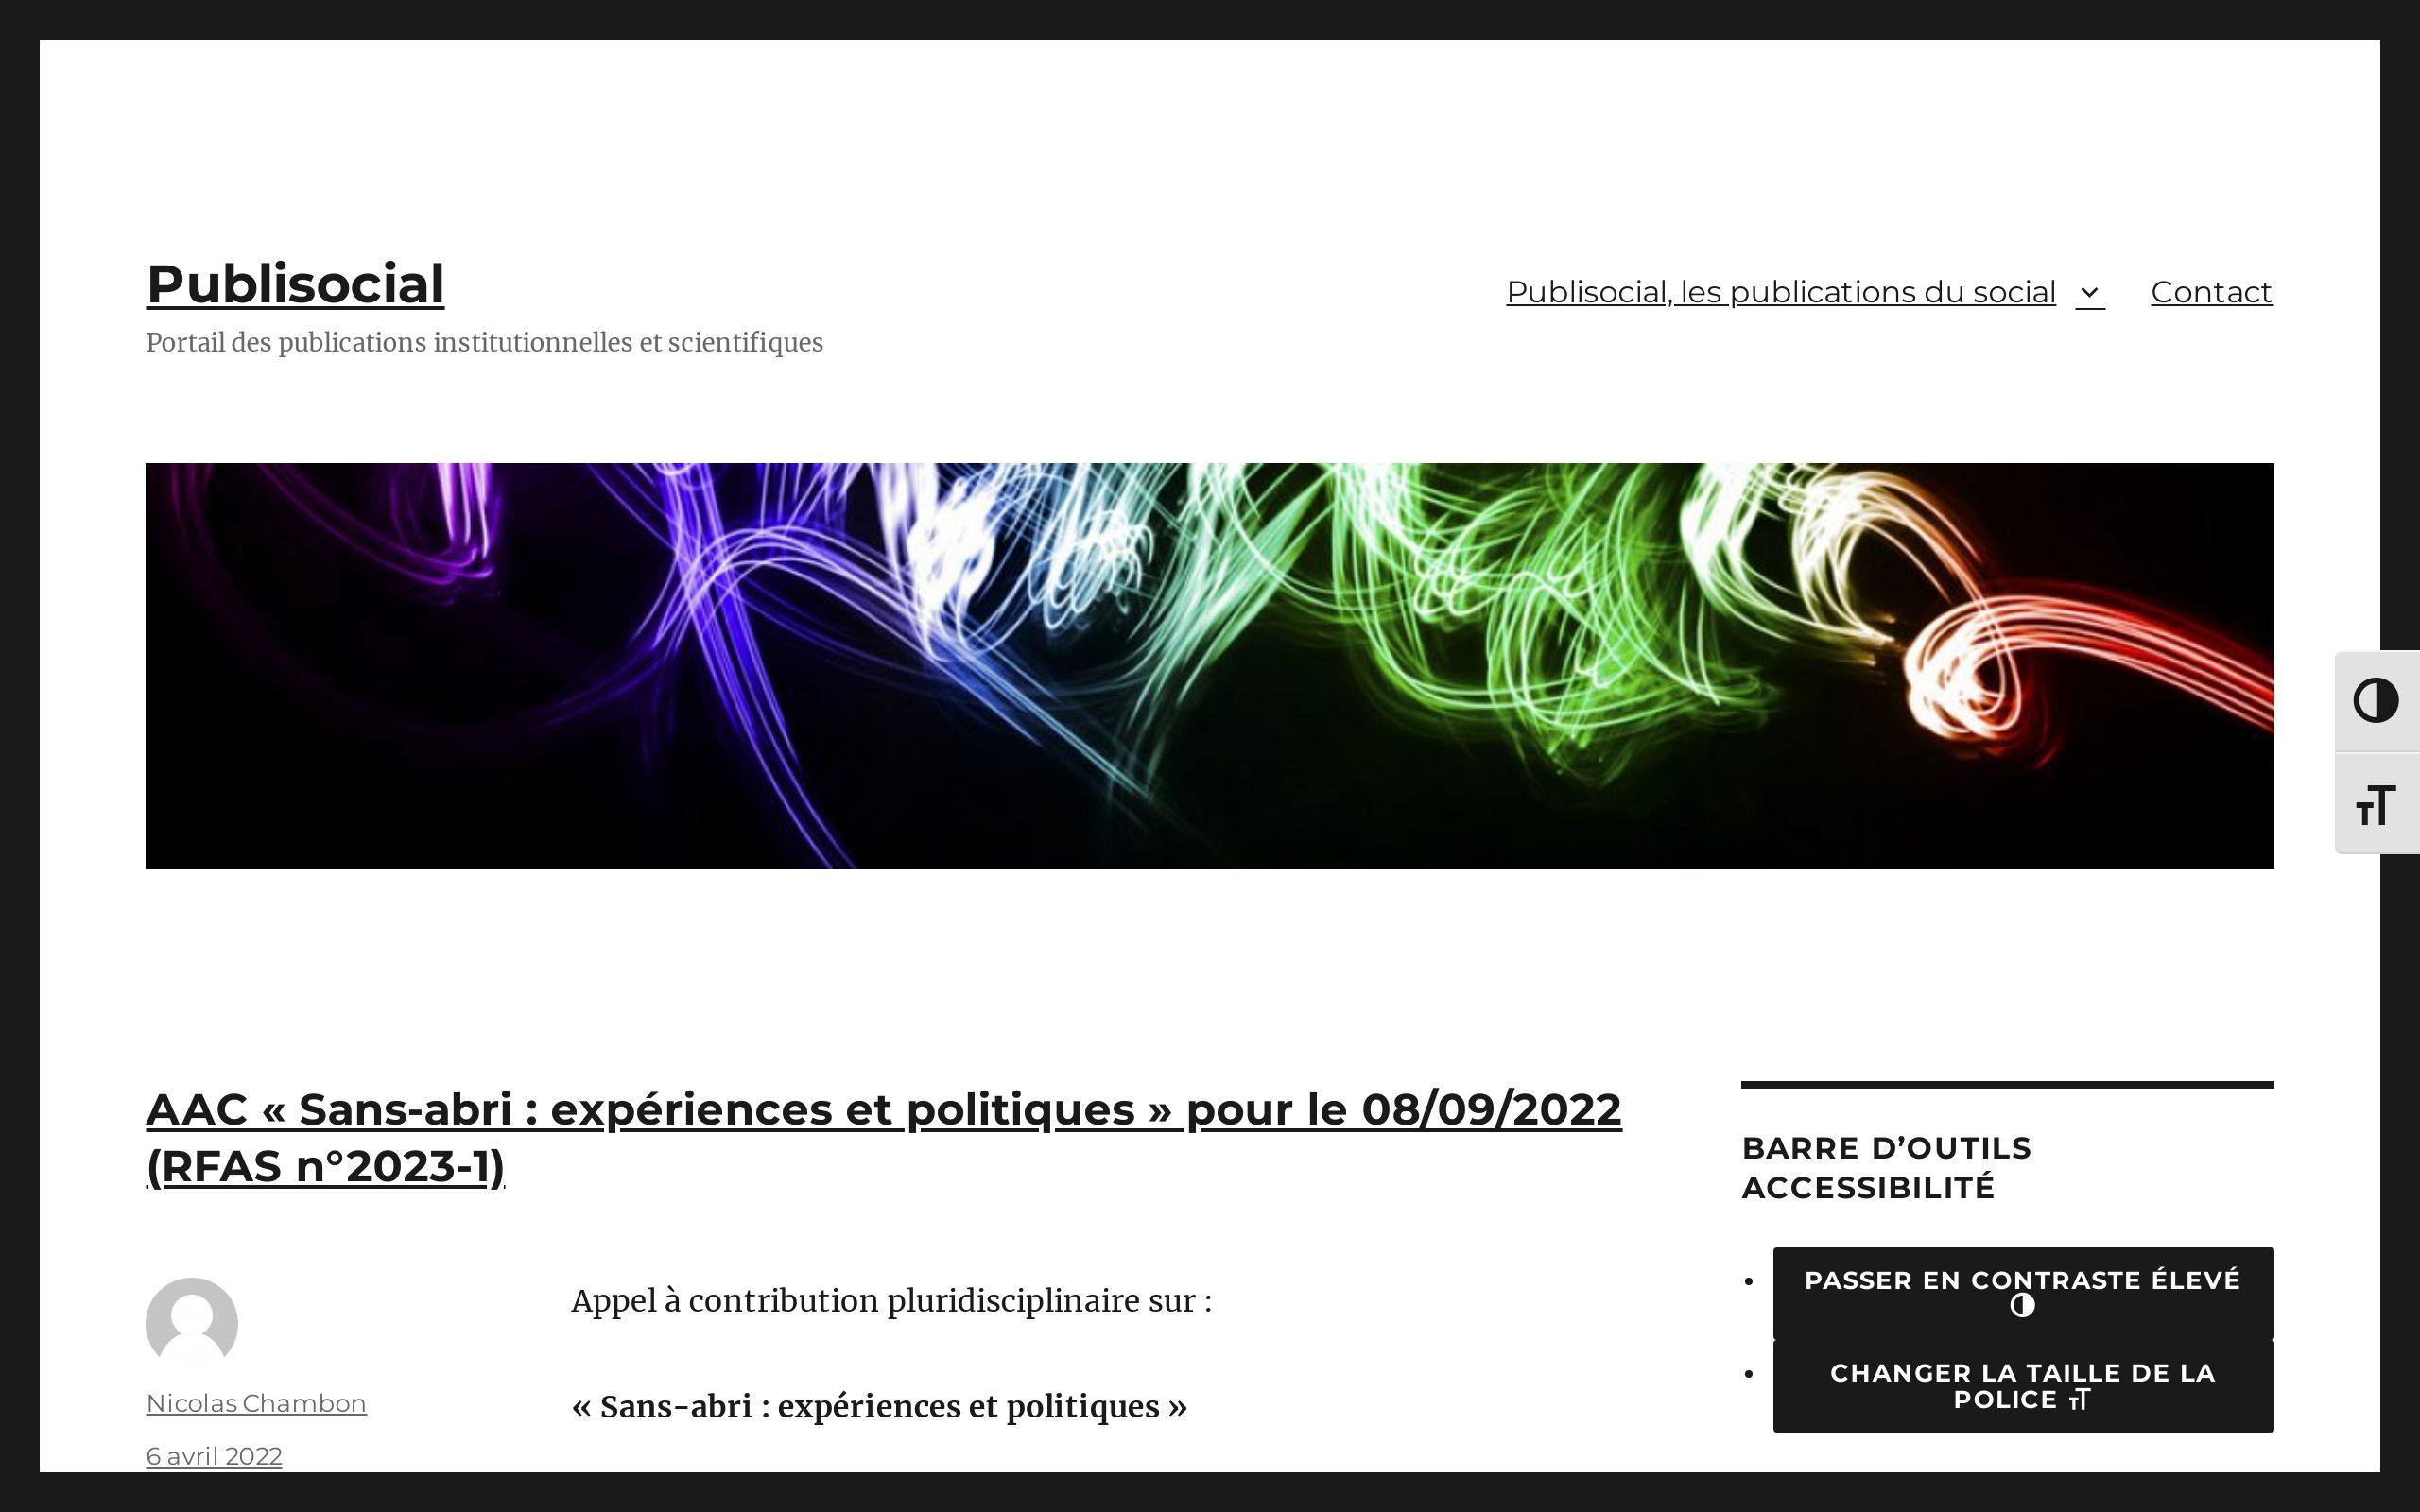 Publisocial
Portail des publications institutionnelles et scientifiques
Publisocial, les publications du social
Contact
AAC « Sans-abri : expériences et politiques » pour le 08/09/2022
(RFAS n°2023-1)
Nicolas Chambon
6 avril 2022
Appel à contribution pluridisciplinaire sur :
« Sans-abri : expériences et politiques »
BARRE D’OUTILS
ACCESSIBILITÉ
PASSER EN CONTRASTE ÉLEVÉ
CHANGER LA TAILLE DE LA
POLICE